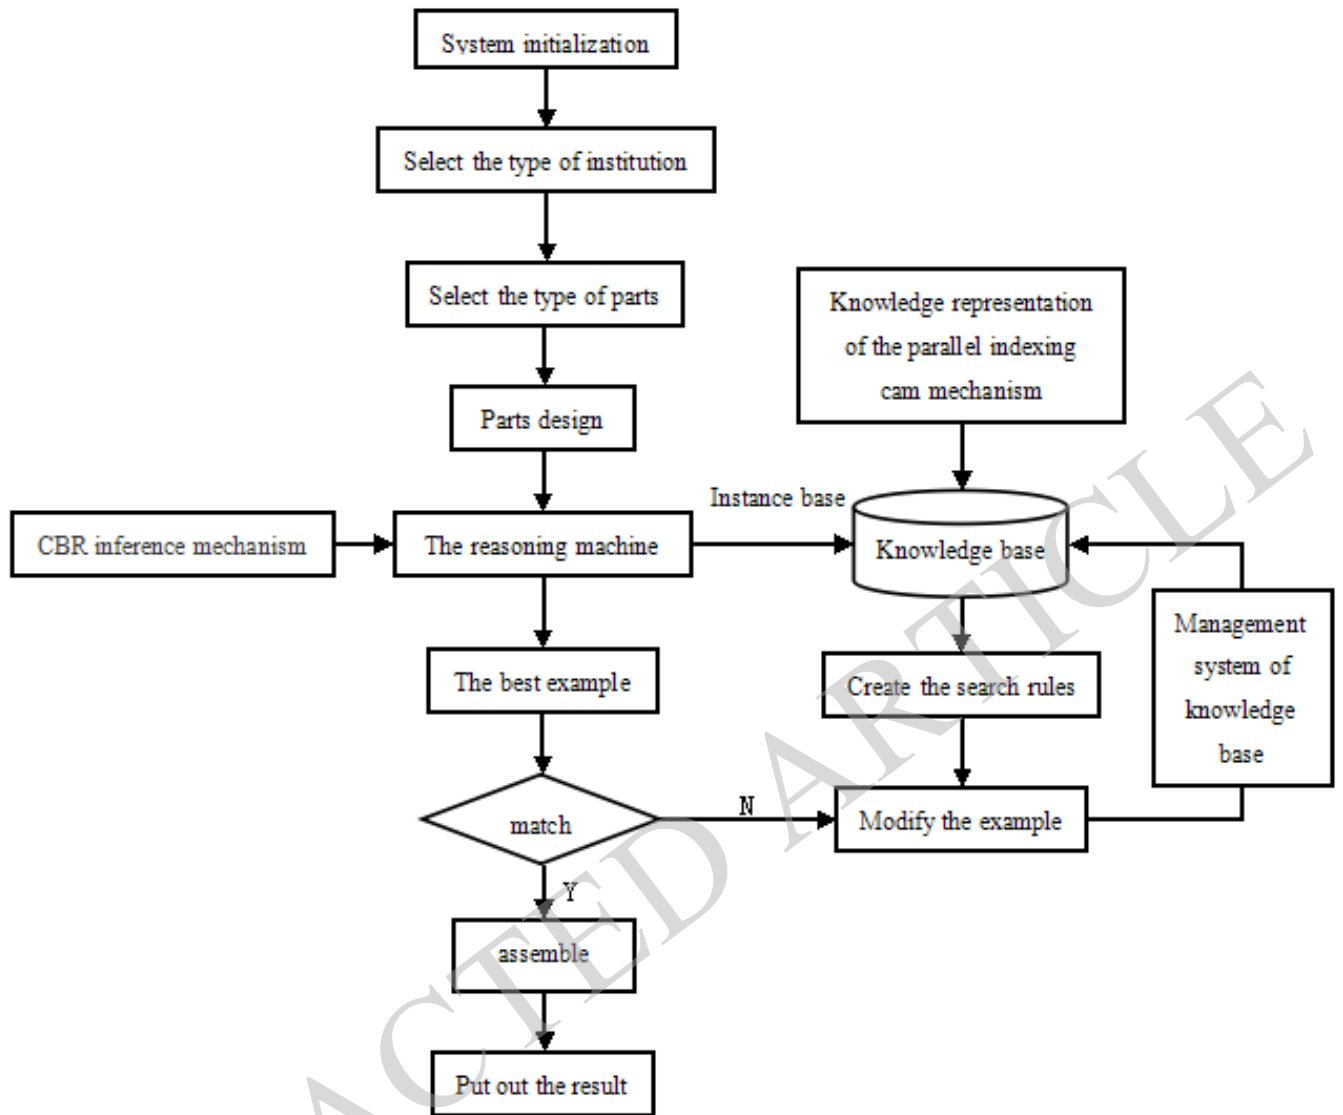 System initialization
Select the type of institution
Select the type of parts
Knowledge representation
of the parallel indexing
cam mechanism
Parts design
Instance base
CBR inference mechanism
The reasoning machine
Knowledge base
Management
system of
knowledge
base
The best example
Create the search rules
match
N
Modify the example
Y
assemble
Put out the result
ACTED ARTICLE